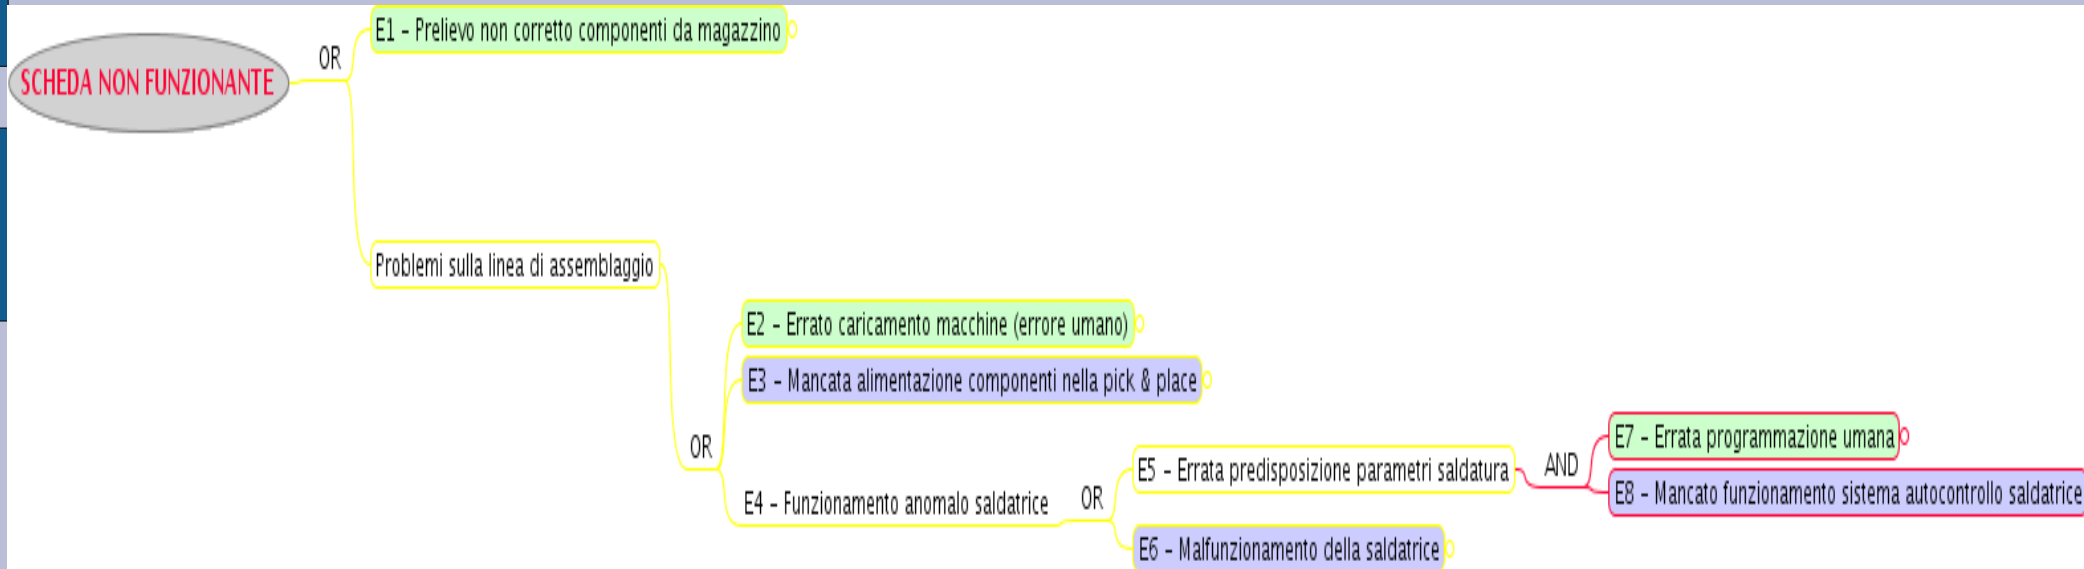 SCHEDA NON FUNZIONANTE
OR
E1 – Prelievo non corretto componenti da magazzino
Problemi sulla linea di assemblaggio
OR
E2 – Errato caricamento macchine (errore umano)
E3 – Mancata alimentazione componenti nella pick & place
E4 – Funzionamento anomalo saldatrice
OR
E5 – Errata predisposizione parametri saldatura
AND
E7 – Errata programmazione umana
E8 – Mancato funzionamento sistema autocontrollo saldatrice
E6 – Malfunzionamento della saldatrice